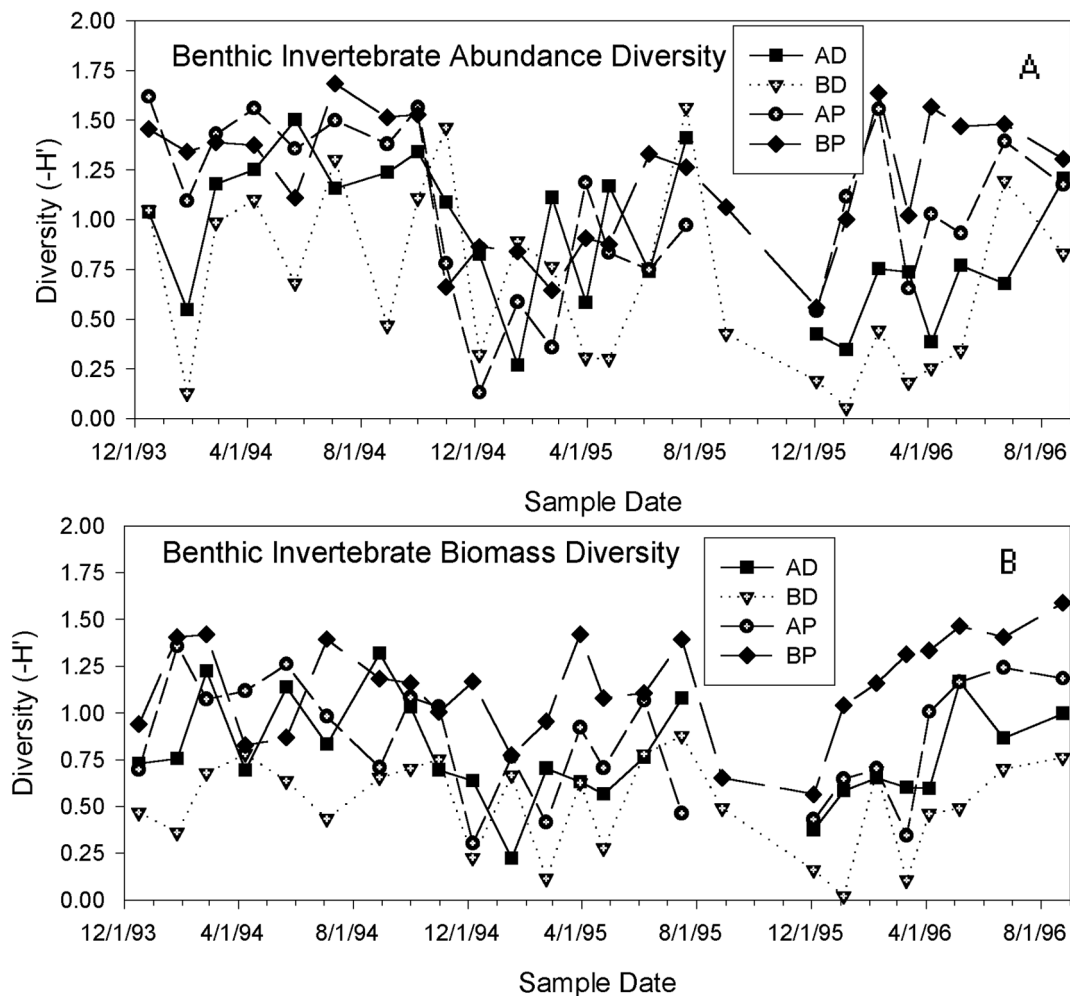 Benthic Invertebrate Abundance Diversity
A
AD
BD
AP
BP
Diversity (-H')
2.00
1.75
1.50
1.25
1.00
0.75
0.50
0.25
0.00
12/1/93 4/1/94 8/1/94 12/1/94 4/1/95 8/1/95 12/1/95 4/1/96 8/1/96
Sample Date
Benthic Invertebrate Biomass Diversity
B
AD
BD
AP
BP
Diversity (-H')
2.00
1.75
1.50
1.25
1.00
0.75
0.50
0.25
0.00
12/1/93 4/1/94 8/1/94 12/1/94 4/1/95 8/1/95 12/1/95 4/1/96 8/1/96
Sample Date